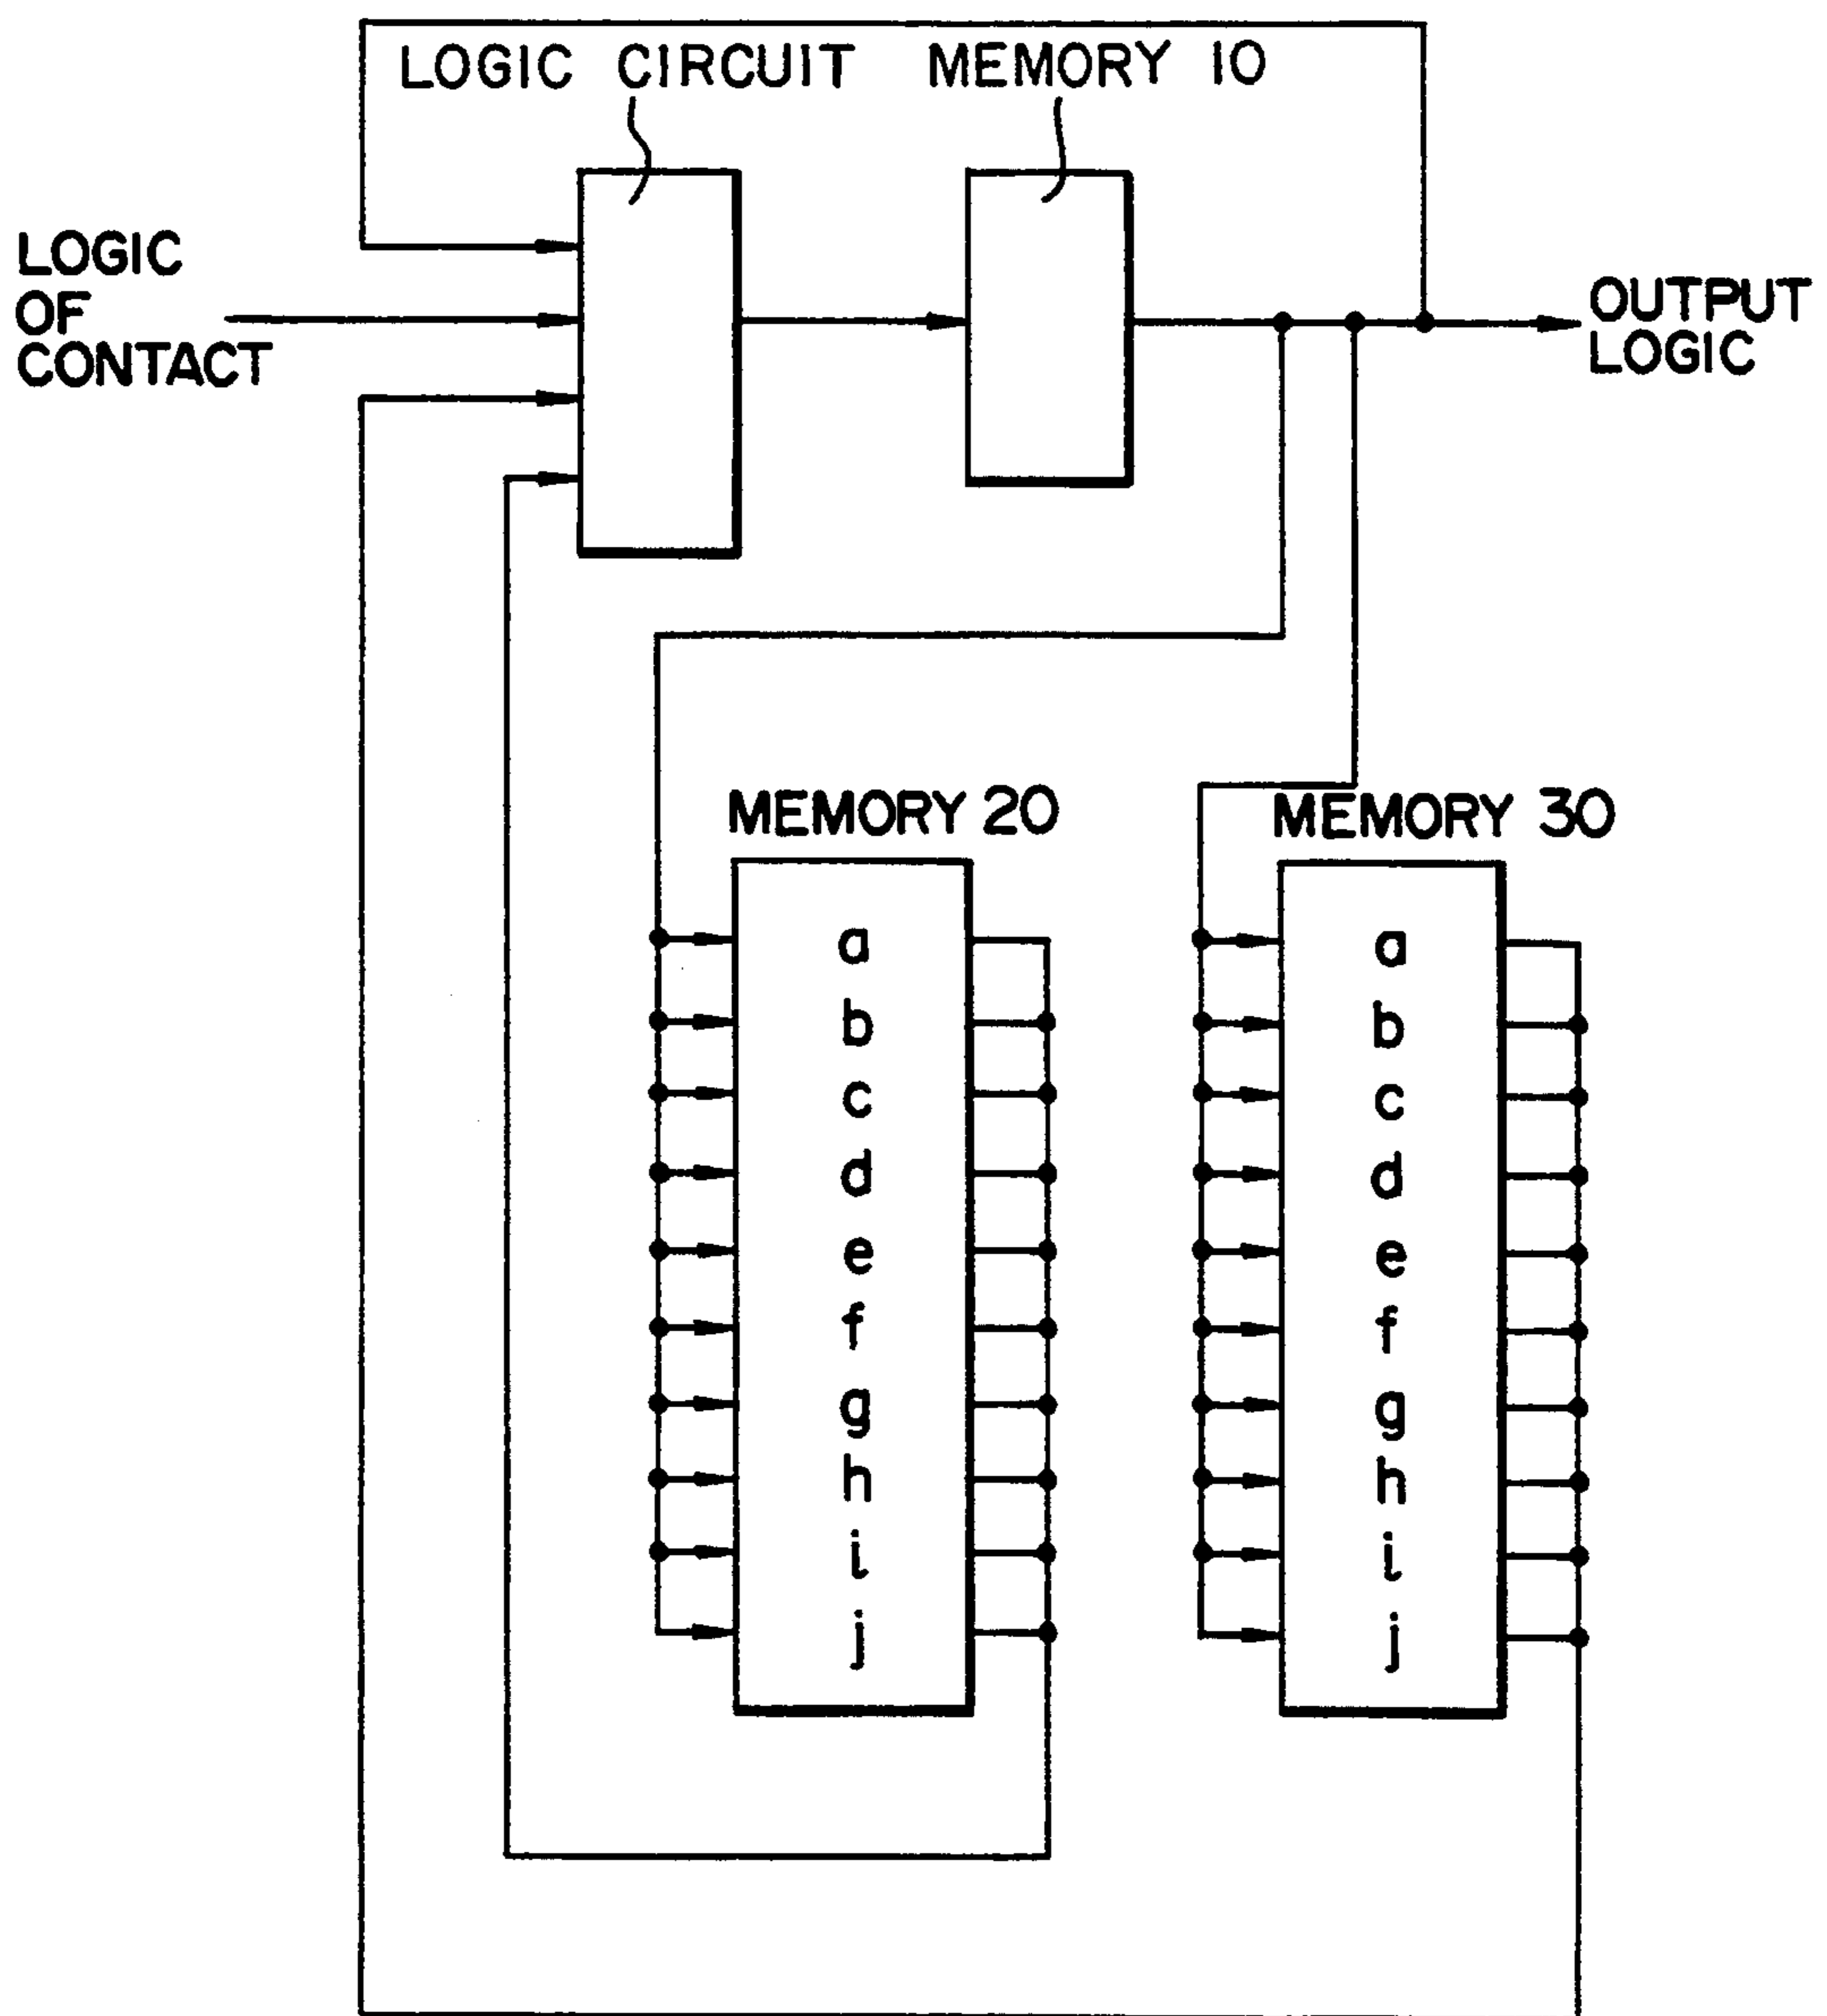 LOGIC CIRCUIT
MEMORY 10
LOGIC
OF
CONTACT
OUTPUT
LOGIC
MEMORY 20
a
b
c
d
e
f
g
h
i
j
MEMORY 30
a
b
c
d
e
f
g
h
i
j